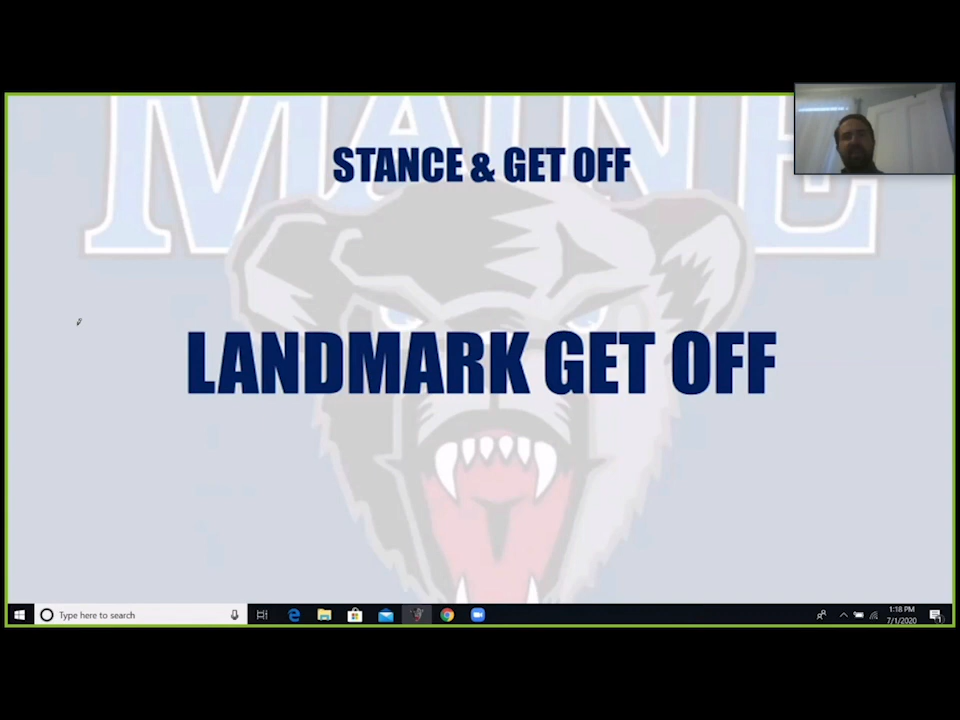 MAINE
STANCE & GET OFF
LANDMARK GET OFF
Type here to search
1:18 PM
7/1/2020